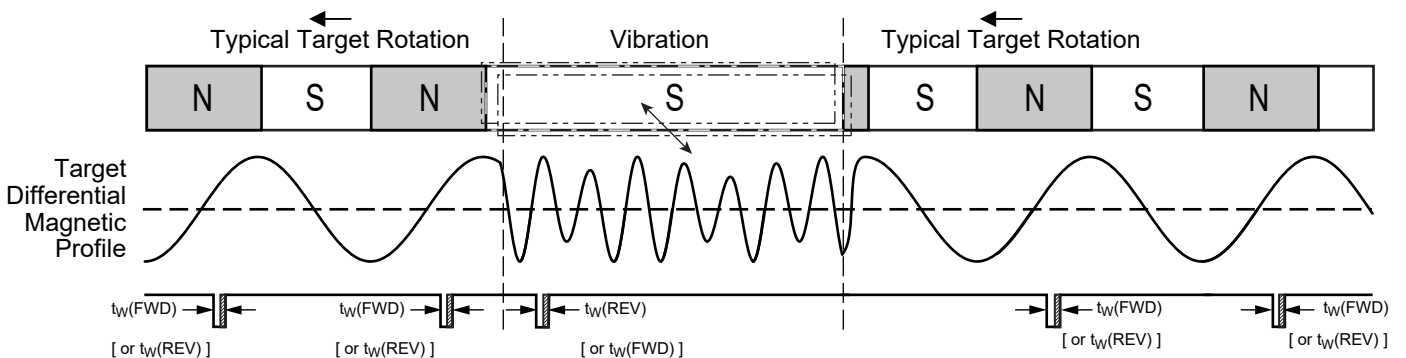 Typical Target Rotation
Vibration
Typical Target Rotation
N S N S S N S N
Target
Differential
Magnetic
Profile
tW(FWD) tW(FWD) tW(REV) tW(FWD) tW(FWD)
[ or tW(REV) ] [ or tW(REV) ] [ or tW(FWD) ] [ or tW(REV) ] [ or tW(REV) ]